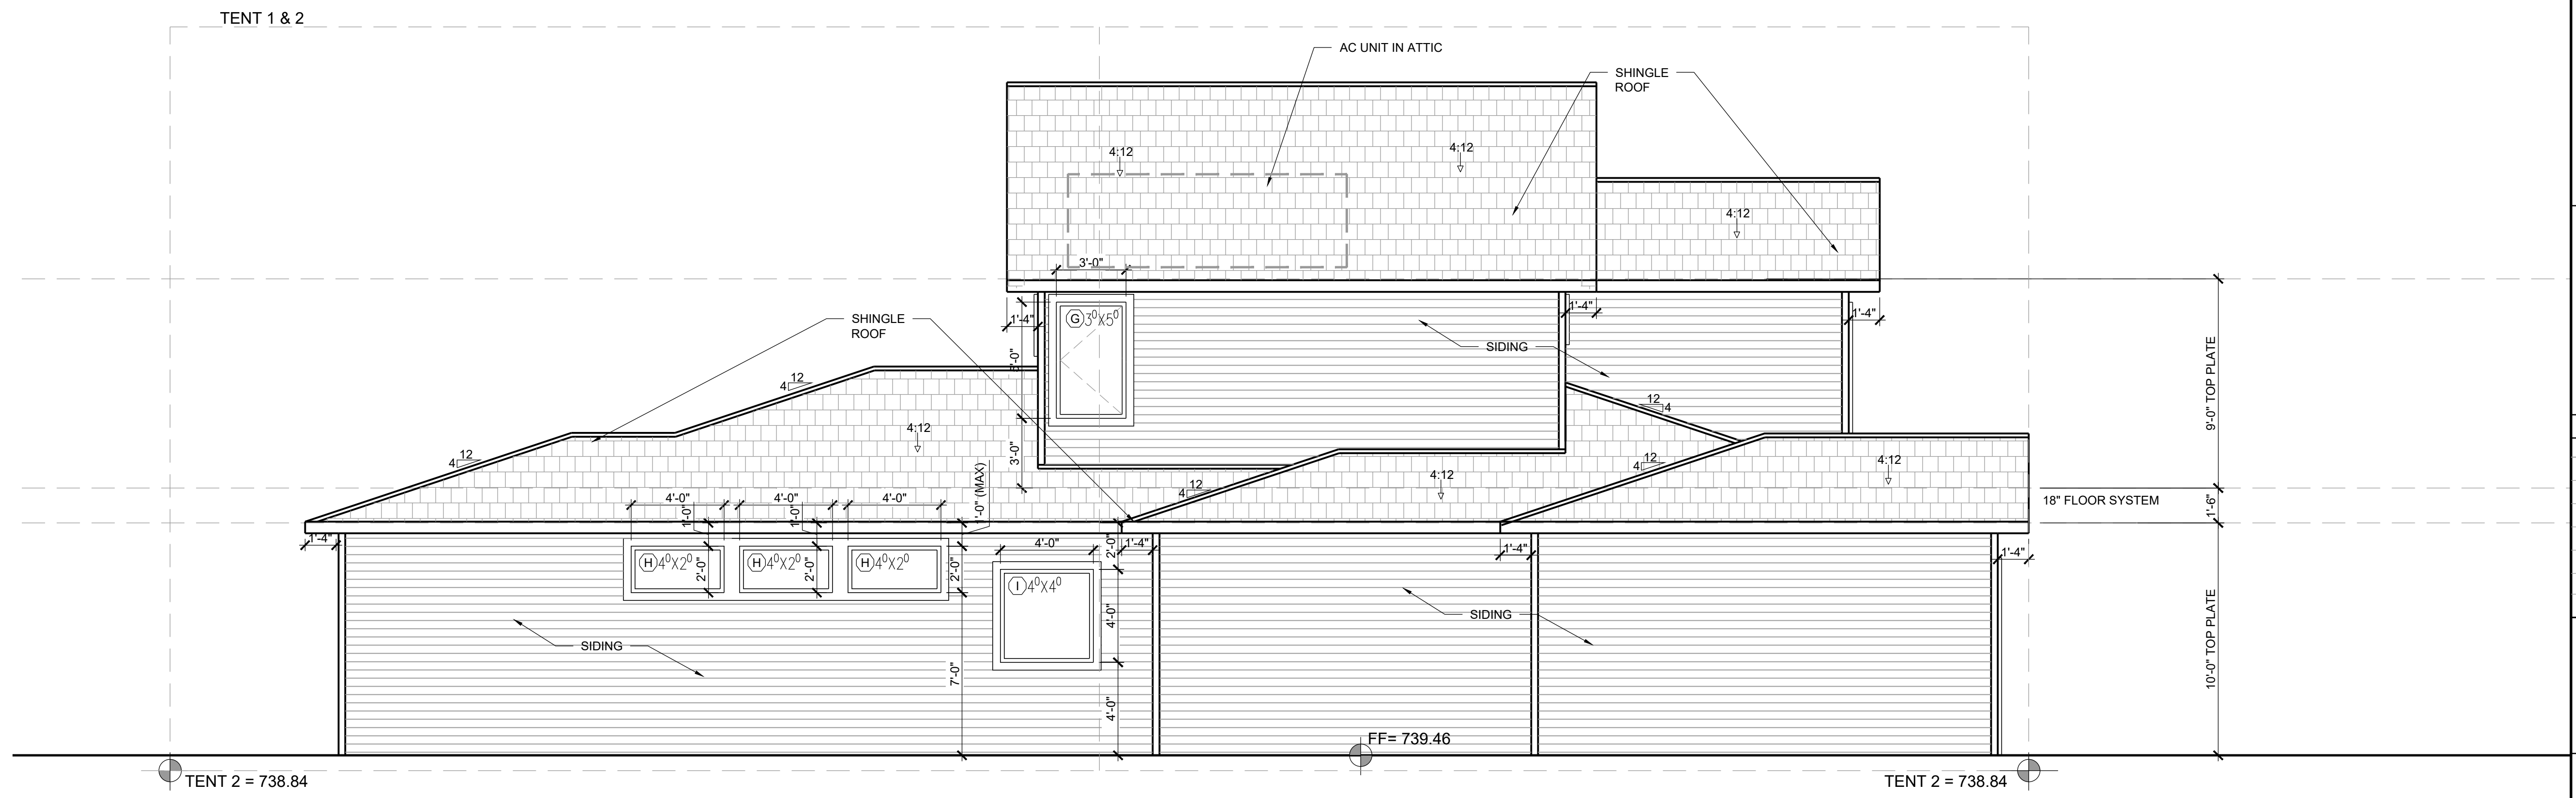 TENT 1 & 2
AC UNIT IN ATTIC
SHINGLE
ROOF
4:12
4:12
4:12
3'-0"
G 3⁰X5⁰
1'-4"
1'-4"
1'-4"
SHINGLE
ROOF
SIDING
5'-0"
3'-0"
9'-0" TOP PLATE
12
4
12
4
12
4
12
4
12
4
4:12
4:12
4:12
18" FLOOR SYSTEM
1'-6"
4'-0"
4'-0"
4'-0"
1'-0"
1'-0"
1'-0" (MAX)
1'-4"
H 4⁰X2⁰
H 4⁰X2⁰
H 4⁰X2⁰
2'-0"
2'-0"
2'-0"
4'-0"
2'-0"
1'-4"
1'-4"
1'-4"
I 4⁰X4⁰
4'-0"
4'-0"
7'-0"
SIDING
SIDING
10'-0" TOP PLATE
FF= 739.46
TENT 2 = 738.84
TENT 2 = 738.84